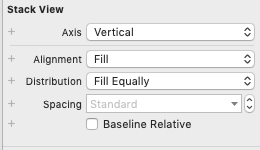 Stack View
+ Axis Vertical
+ Alignment Fill
+ Distribution Fill Equally
+ Spacing Standard
+ Baseline Relative